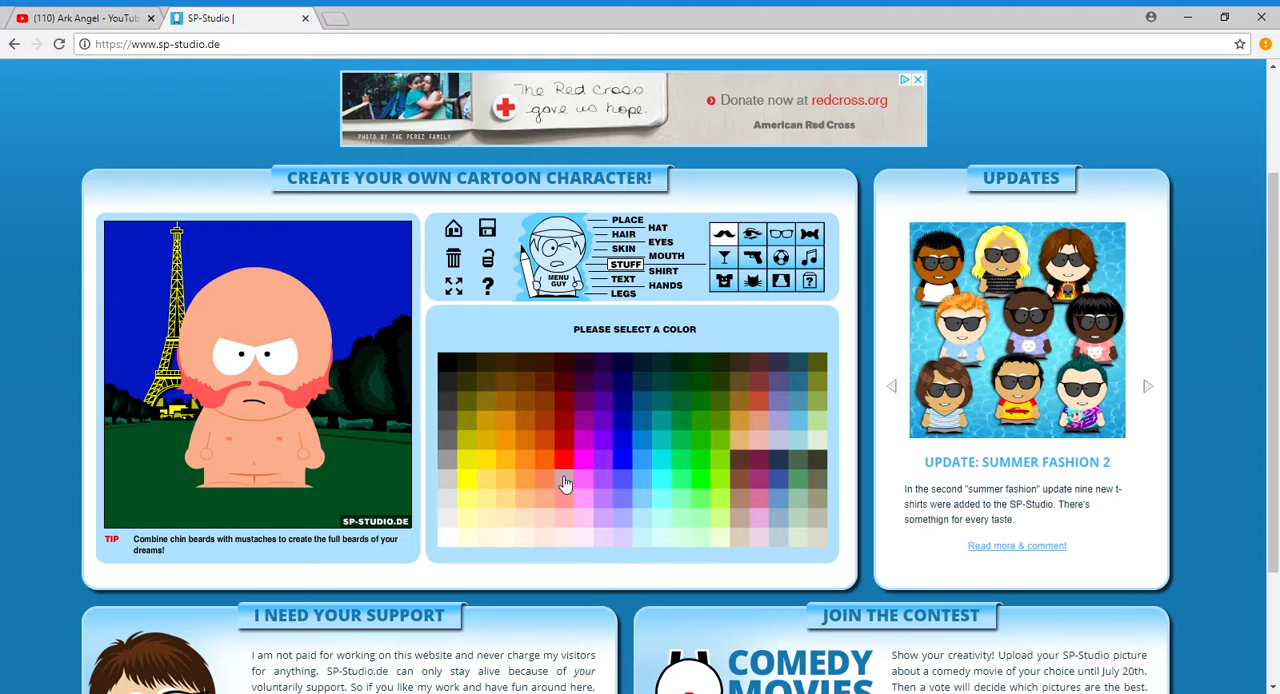 (110) Ark Angel - YouTub
SP-Studio |
https://www.sp-studio.de
The Red Cross
gave us hope.
PHOTO BY THE PEREZ FAMILY
Donate now at redcross.org
American Red Cross
CREATE YOUR OWN CARTOON CHARACTER!
UPDATES
PLACE
HAIR
SKIN
STUFF
TEXT
LEGS
HAT
EYES
MOUTH
SHIRT
HANDS
MENU
GUY
?
PLEASE SELECT A COLOR
SP-STUDIO.DE
TIP Combine chin beards with mustaches to create the full beards of your
dreams!
UPDATE: SUMMER FASHION 2
In the second "summer fashion" update nine new t-
shirts were added to the SP-Studio. There's
somethign for every taste.
Read more & comment
I NEED YOUR SUPPORT
I am not paid for working on this website and never charge my visitors
for anything. SP-Studio.de can only stay alive because of your
voluntarily support. So if you like my work and have fun around here,
JOIN THE CONTEST
COMEDY
MOVIES
Show your creativity! Upload your SP-Studio picture
about a comedy movie of your choice until July 20th.
Then a vote will decide which pictures are the best.